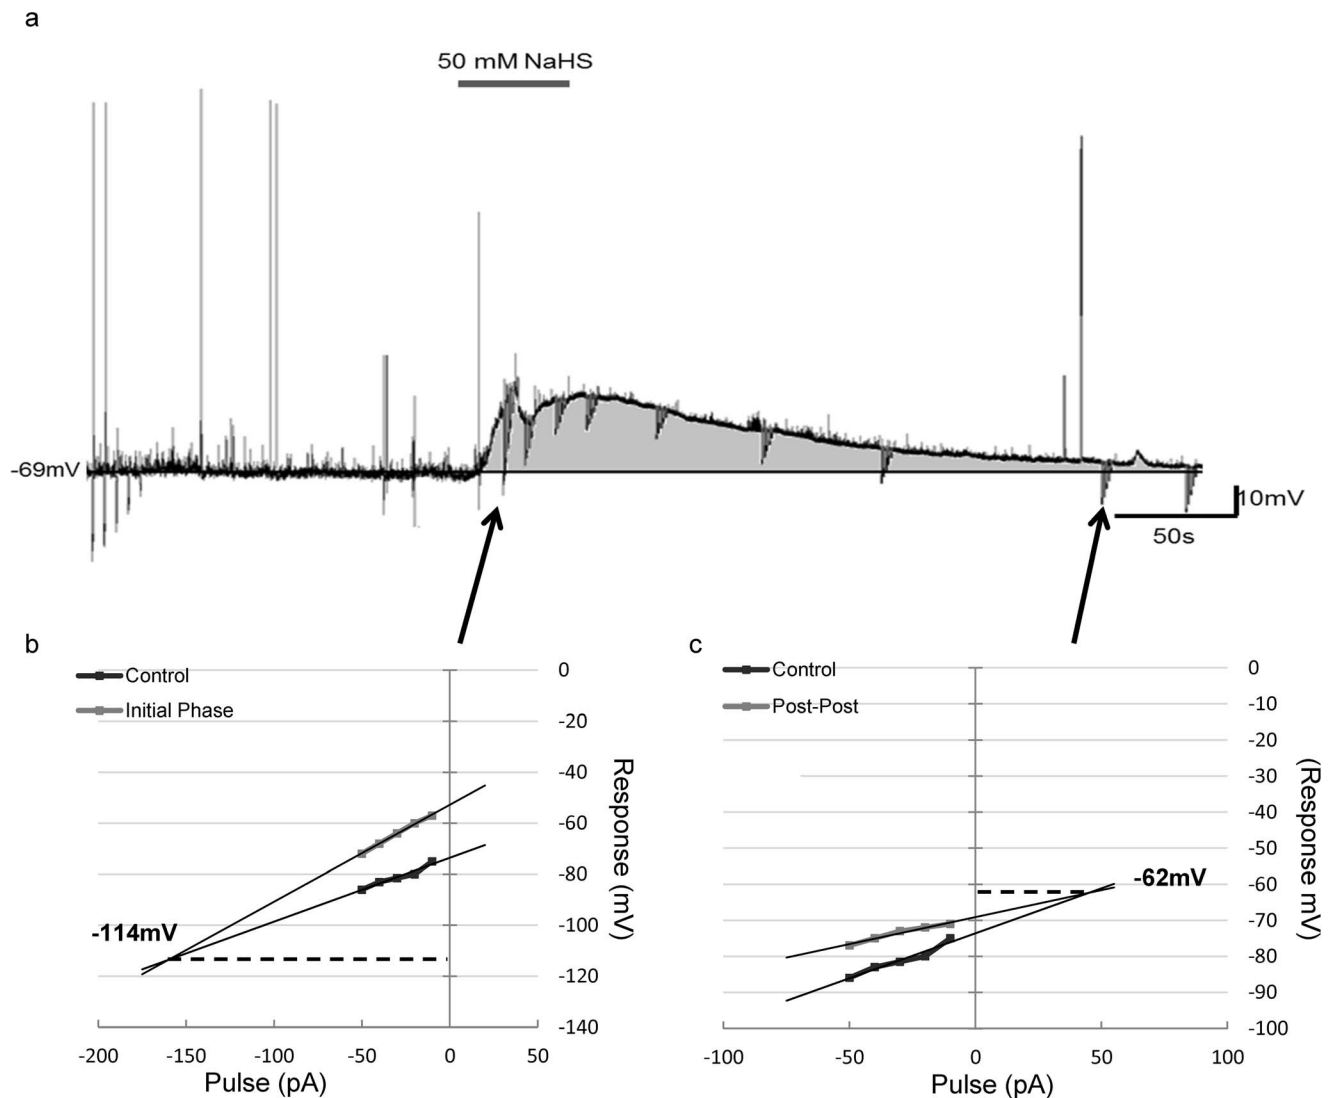 a
50 mM NaHS
-69mV
10mV
50s
b
Control
Initial Phase
0
-20
-40
-60
-80
-100
-120
-140
-114mV
Response (mV)
-200 -150 -100 -50 0 50
Pulse (pA)
c
Control
Post-Post
0
-10
-20
-30
-40
-50
-60
-70
-80
-90
-100
-62mV
(Response mV)
-100 -50 0 50 100
Pulse (pA)